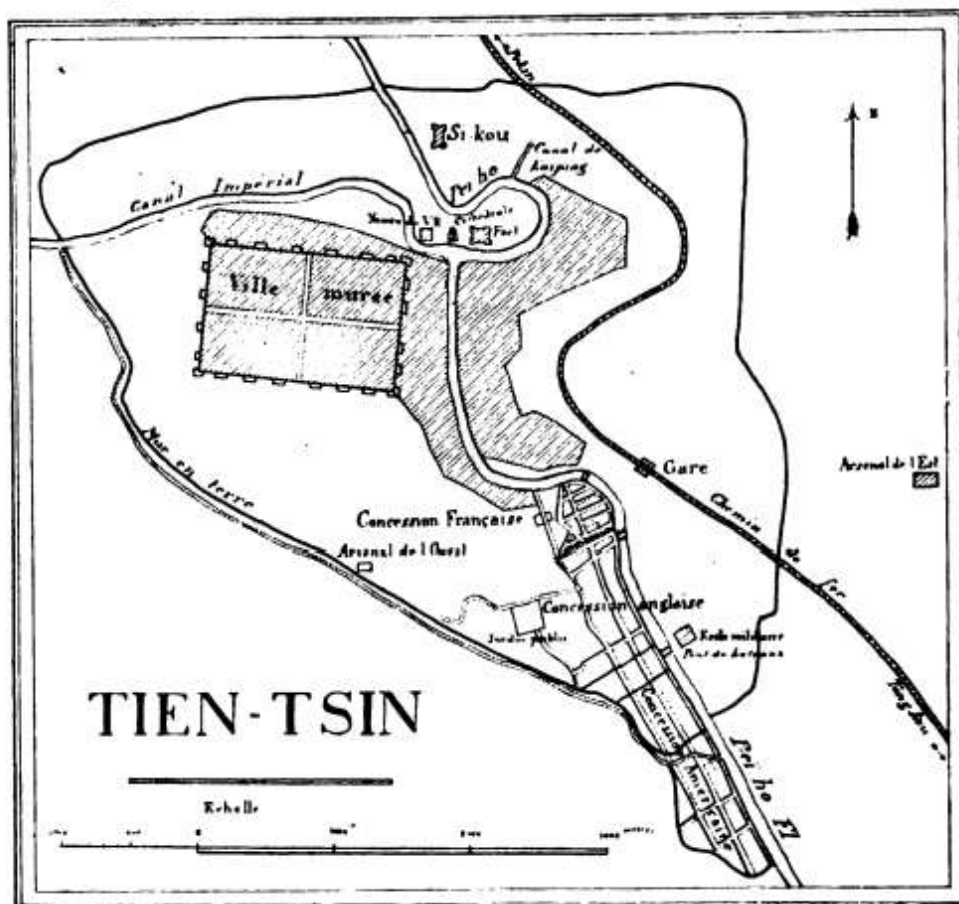 a Pékin
N
Si-kou
Canal de
Pei ho
Canal Impérial
Cathédrale
Fort
Ville murée
Mur en terre
Gare
Arsenal de l'Est
Chemin de fer
Concession Française
Arsenal de l'Ouest
Concession anglaise
Jardin public
Ecole militaire
Pont de bateaux
TIEN-TSIN
Concession Américaine
Pei ho Fl
Echelle
0